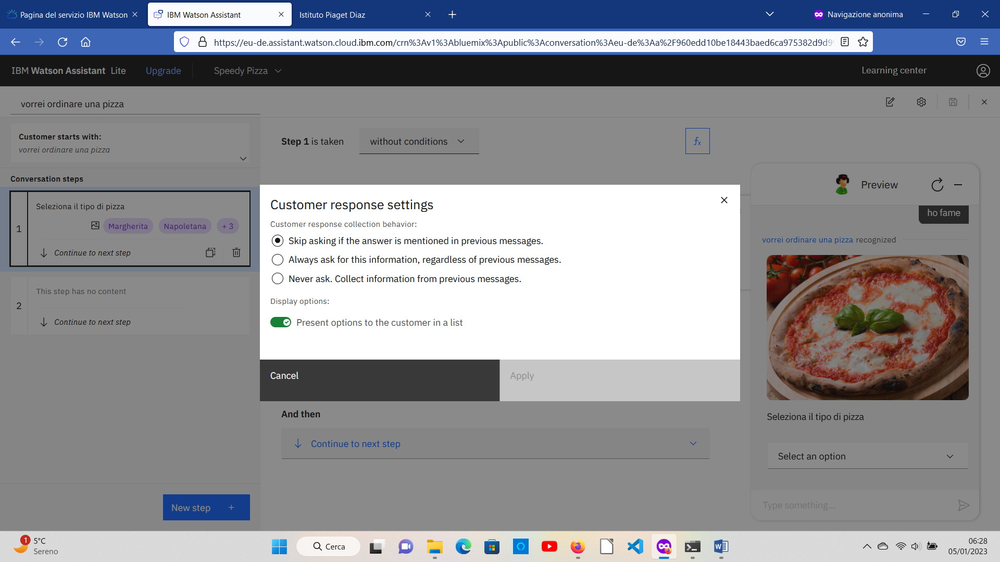 Pagina del servizio IBM Watson
IBM Watson Assistant
Istituto Piaget Diaz
Navigazione anonima
https://eu-de.assistant.watson.cloud.ibm.com/crn%3Av1%3Abluemix%3Apublic%3Aconversation%3Aeu-de%3Aa%2F960edd10be18443baed6ca975382d9d9
IBM Watson Assistant Lite
Upgrade
Speedy Pizza
Learning center
vorrei ordinare una pizza
Customer starts with:
vorrei ordinare una pizza
Conversation steps
1
Seleziona il tipo di pizza
Margherita
Napoletana
+ 3
Continue to next step
2
This step has no content
Continue to next step
New step +
Step 1 is taken
without conditions
fx
Customer response settings
Customer response collection behavior:
Skip asking if the answer is mentioned in previous messages.
Always ask for this information, regardless of previous messages.
Never ask. Collect information from previous messages.
Display options:
Present options to the customer in a list
Cancel
Apply
And then
Continue to next step
Preview
ho fame
vorrei ordinare una pizza recognized
Seleziona il tipo di pizza
Select an option
Type something...
1
5°C
Sereno
Cerca
06:28
05/01/2023